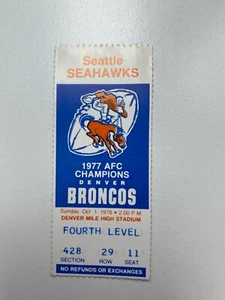 Seattle
SEAHAWKS
1977 AFC
CHAMPIONS
DENVER
BRONCOS
Sunday Oct 1 1978 • 2:00 P.M.
DENVER MILE HIGH STADIUM
FOURTH LEVEL
428 29 11
SECTION ROW SEAT
NO REFUNDS OR EXCHANGES